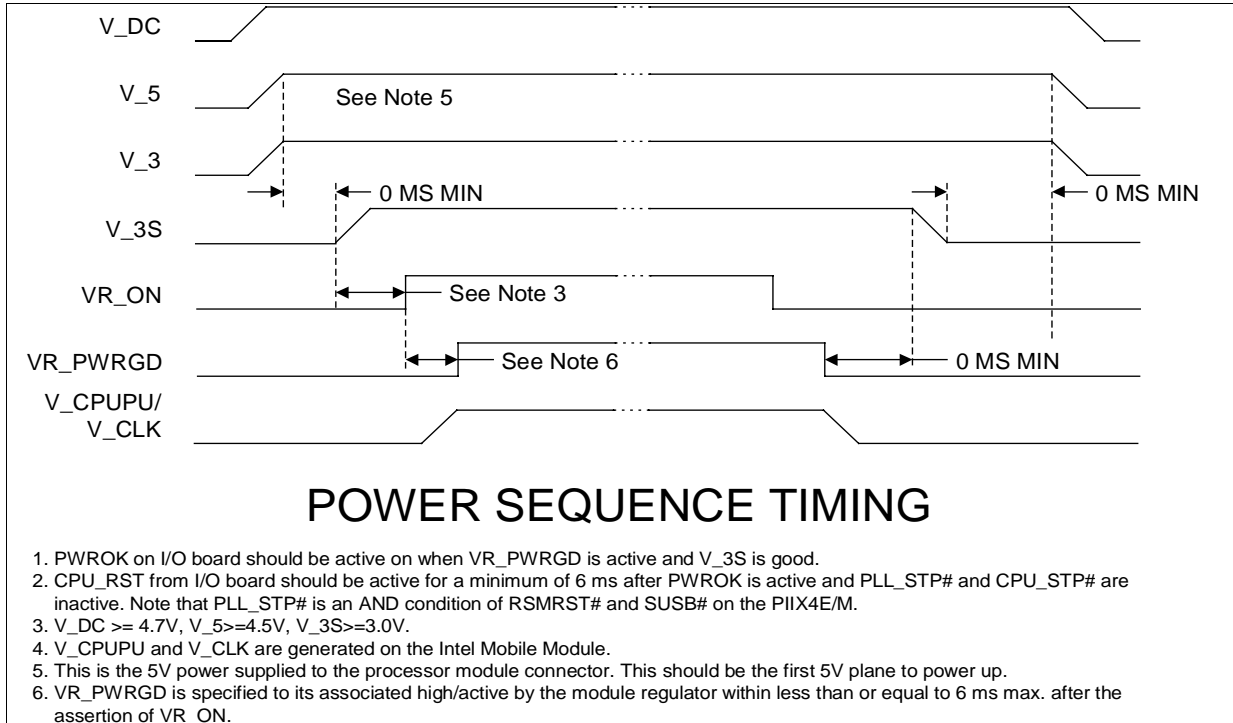 V_DC
V_5
See Note 5
V_3
0 MS MIN
0 MS MIN
V_3S
VR_ON
See Note 3
VR_PWRGD
See Note 6
0 MS MIN
V_CPUPU/
V_CLK
POWER SEQUENCE TIMING
1. PWROK on I/O board should be active on when VR_PWRGD is active and V_3S is good.
2. CPU_RST from I/O board should be active for a minimum of 6 ms after PWROK is active and PLL_STP# and CPU_STP# are
inactive. Note that PLL_STP# is an AND condition of RSMRST# and SUSB# on the PIIX4E/M.
3. V_DC >= 4.7V, V_5>=4.5V, V_3S>=3.0V.
4. V_CPUPU and V_CLK are generated on the Intel Mobile Module.
5. This is the 5V power supplied to the processor module connector. This should be the first 5V plane to power up.
6. VR_PWRGD is specified to its associated high/active by the module regulator within less than or equal to 6 ms max. after the
assertion of VR_ON.